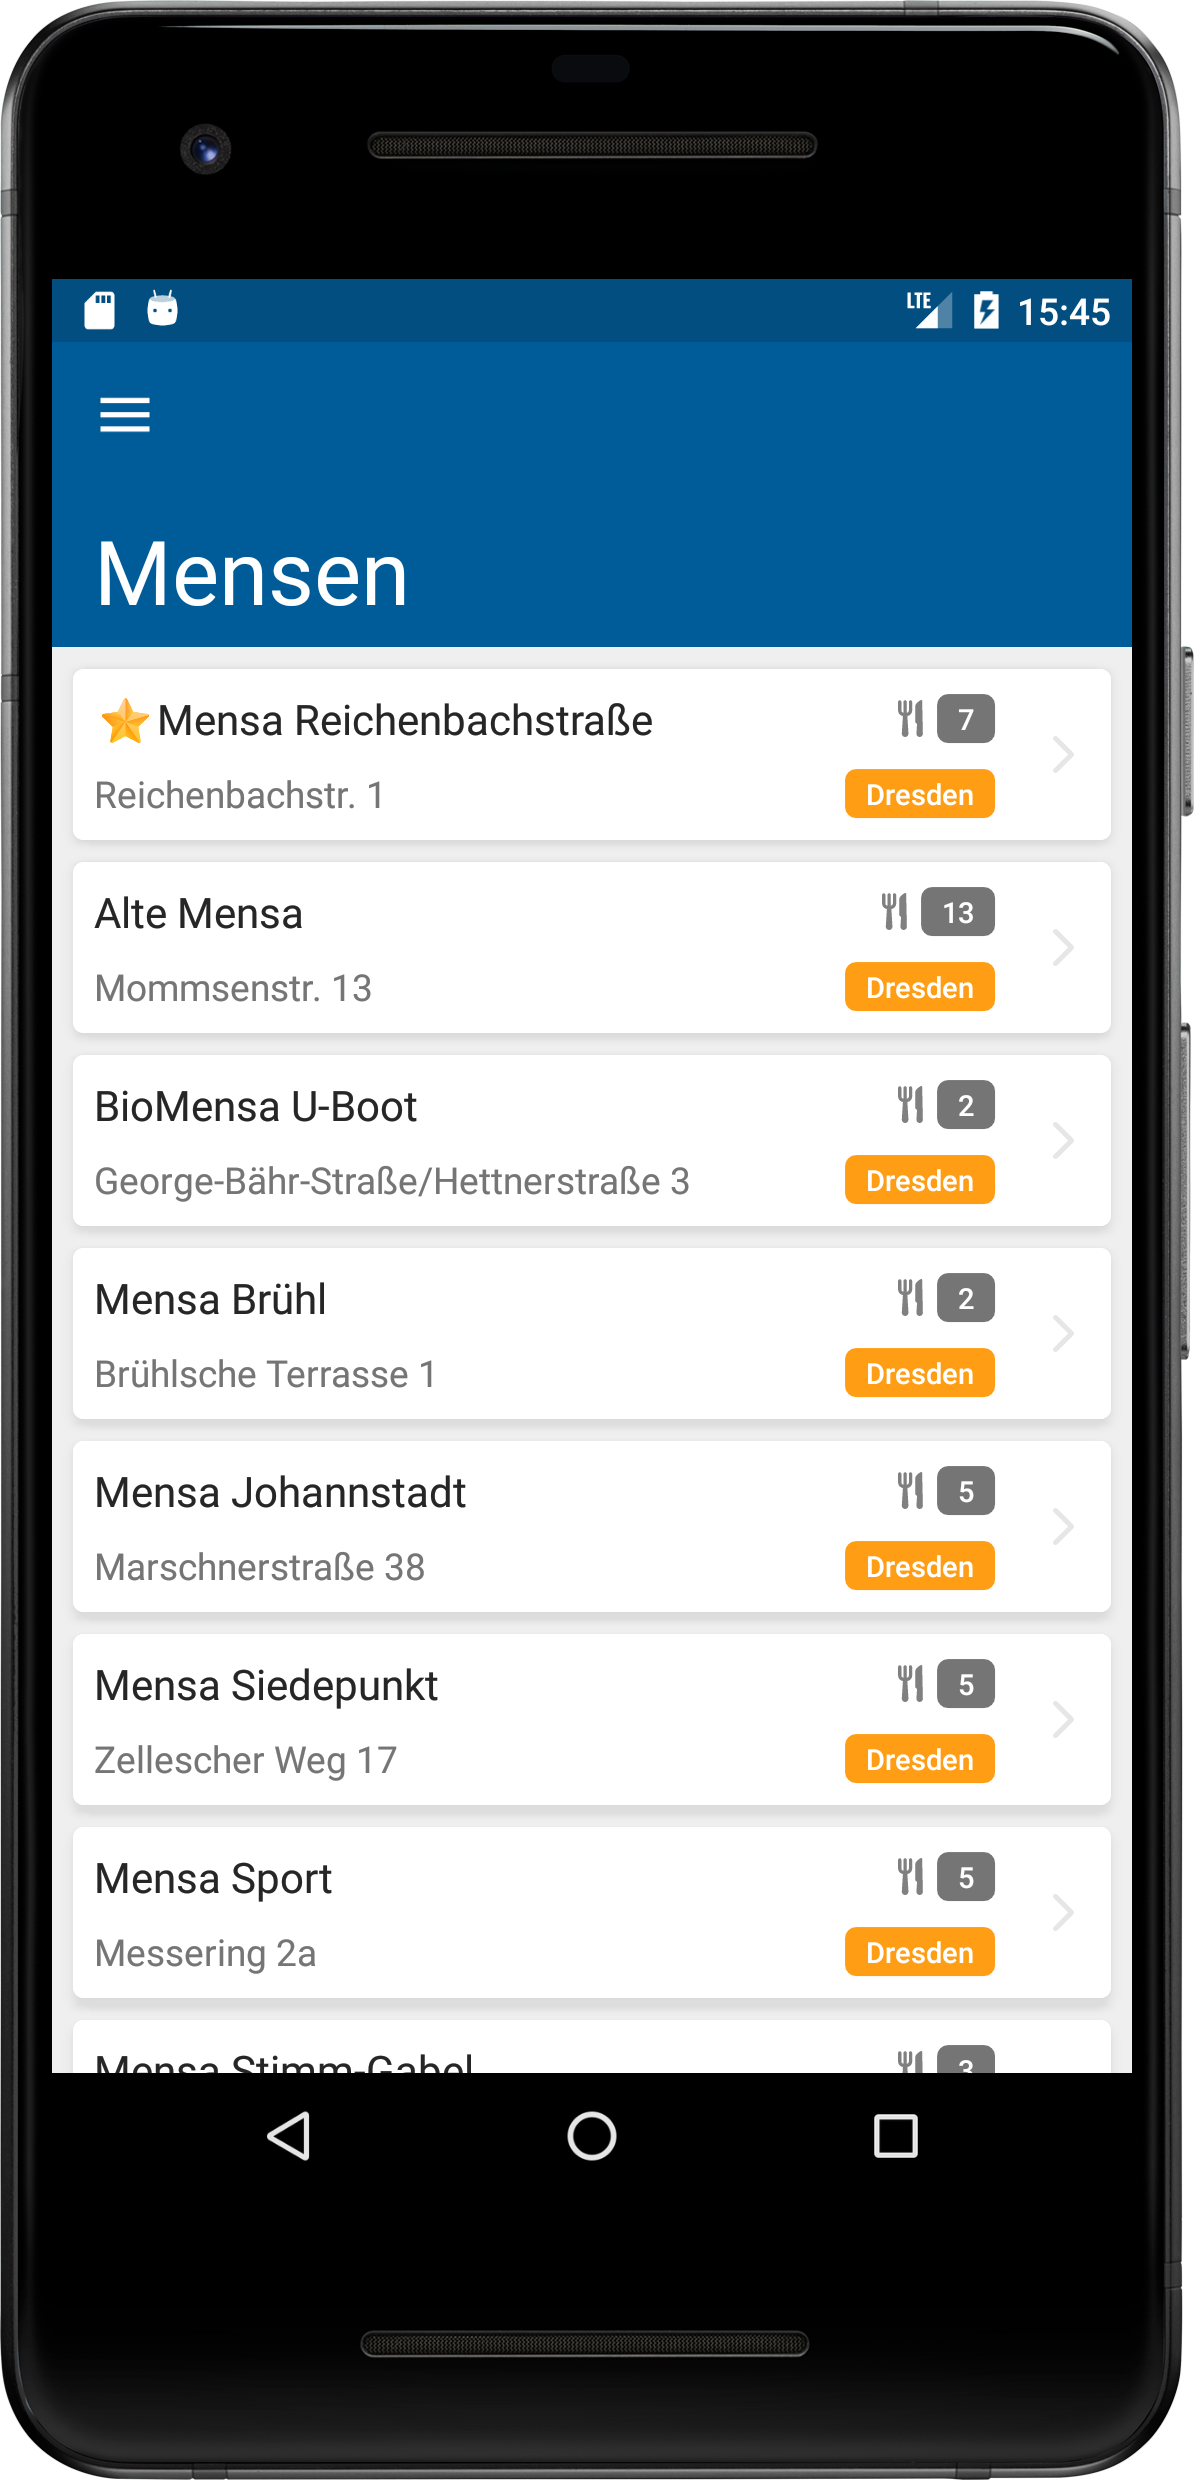 LTE 15:45
Mensen
Mensa Reichenbachstraße 7
Reichenbachstr. 1 Dresden
Alte Mensa 13
Mommsenstr. 13 Dresden
BioMensa U-Boot 2
George-Bähr-Straße/Hettnerstraße 3 Dresden
Mensa Brühl 2
Brühlsche Terrasse 1 Dresden
Mensa Johannstadt 5
Marschnerstraße 38 Dresden
Mensa Siedepunkt 5
Zellescher Weg 17 Dresden
Mensa Sport 5
Messering 2a Dresden
Mensa Stimm-Gabel 3